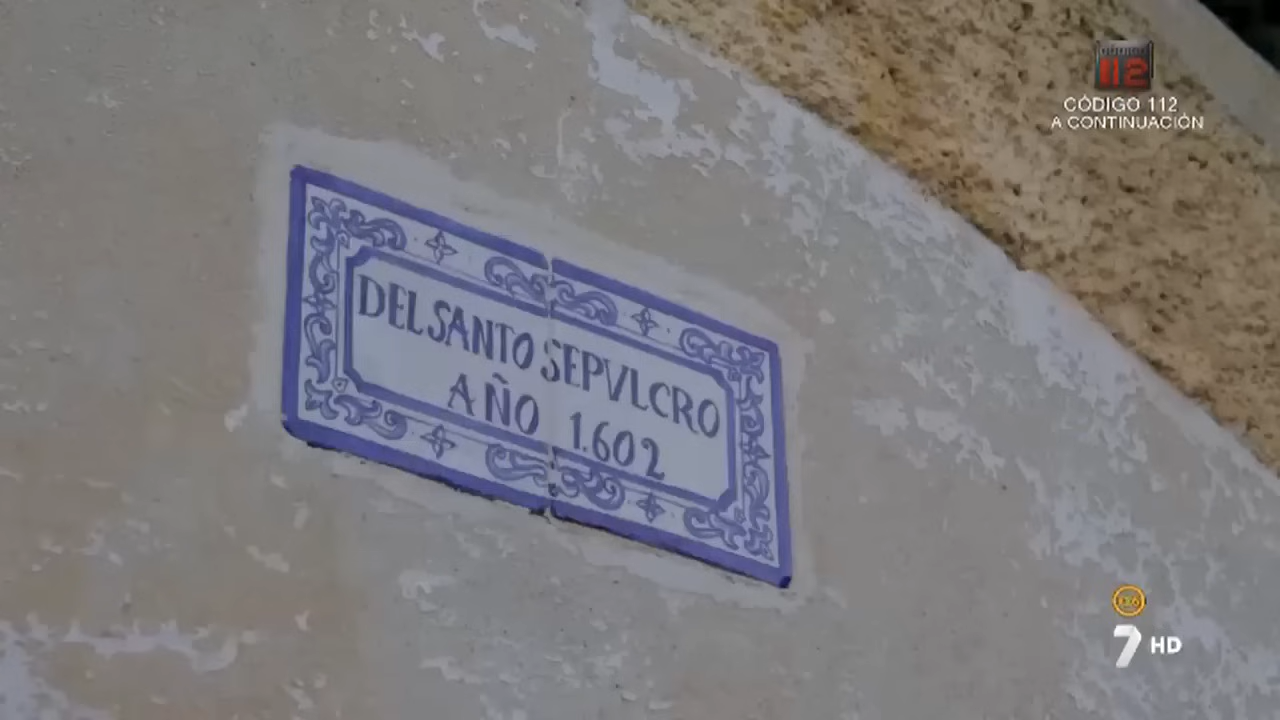 112
CÓDIGO 112
A CONTINUACIÓN
DEL SANTO SEPVLCRO
AÑO 1.602
7 HD